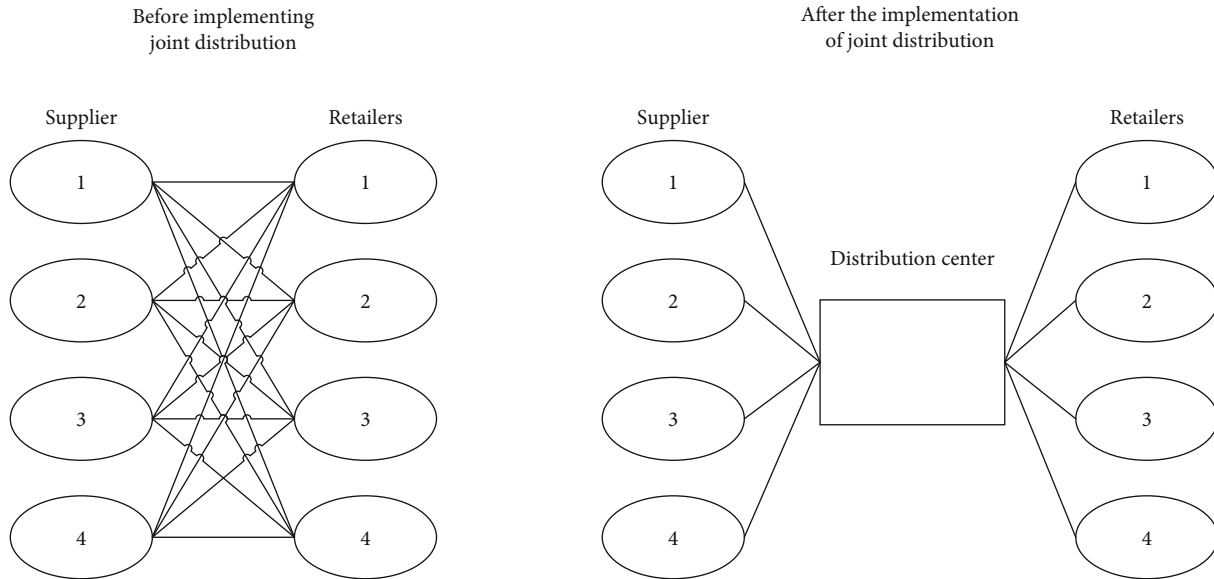 Before implementing
joint distribution
Supplier
Retailers
1
1
2
2
3
3
4
4
After the implementation
of joint distribution
Supplier
Retailers
1
1
Distribution center
2
2
3
3
4
4